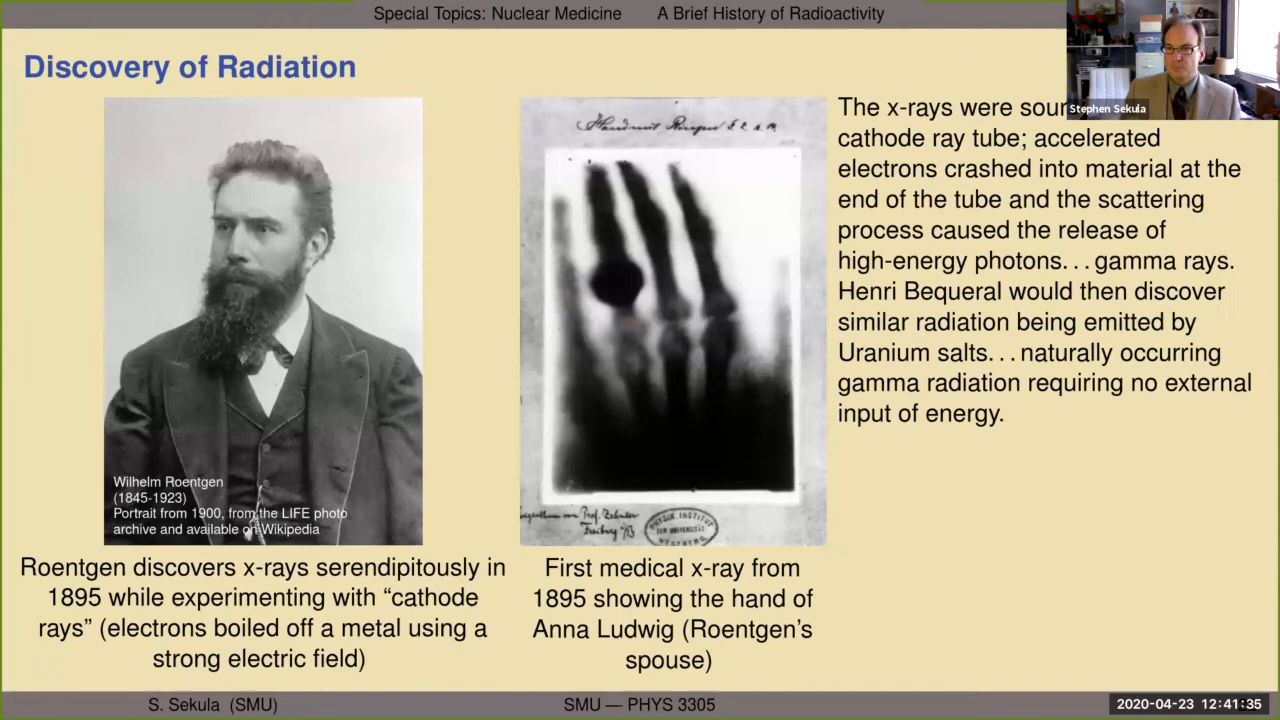 Special Topics: Nuclear Medicine A Brief History of Radioactivity
Discovery of Radiation
Stephen Sekula
Wilhelm Roentgen
(1845-1923)
Portrait from 1900, from the LIFE photo
archive and available on Wikipedia
Roentgen discovers x-rays serendipitously in
1895 while experimenting with “cathode
rays” (electrons boiled off a metal using a
strong electric field)
PHYSIK. INSTITUT
DER UNIVERSITÄT
First medical x-ray from
1895 showing the hand of
Anna Ludwig (Roentgen's
spouse)
The x-rays were
cathode ray tube; accelerated
electrons crashed into material at the
end of the tube and the scattering
process caused the release of
high-energy photons. . . gamma rays.
Henri Bequeral would then discover
similar radiation being emitted by
Uranium salts. . . naturally occurring
gamma radiation requiring no external
input of energy.
S. Sekula (SMU)
SMU — PHYS 3305
2020-04-23 12:41:35